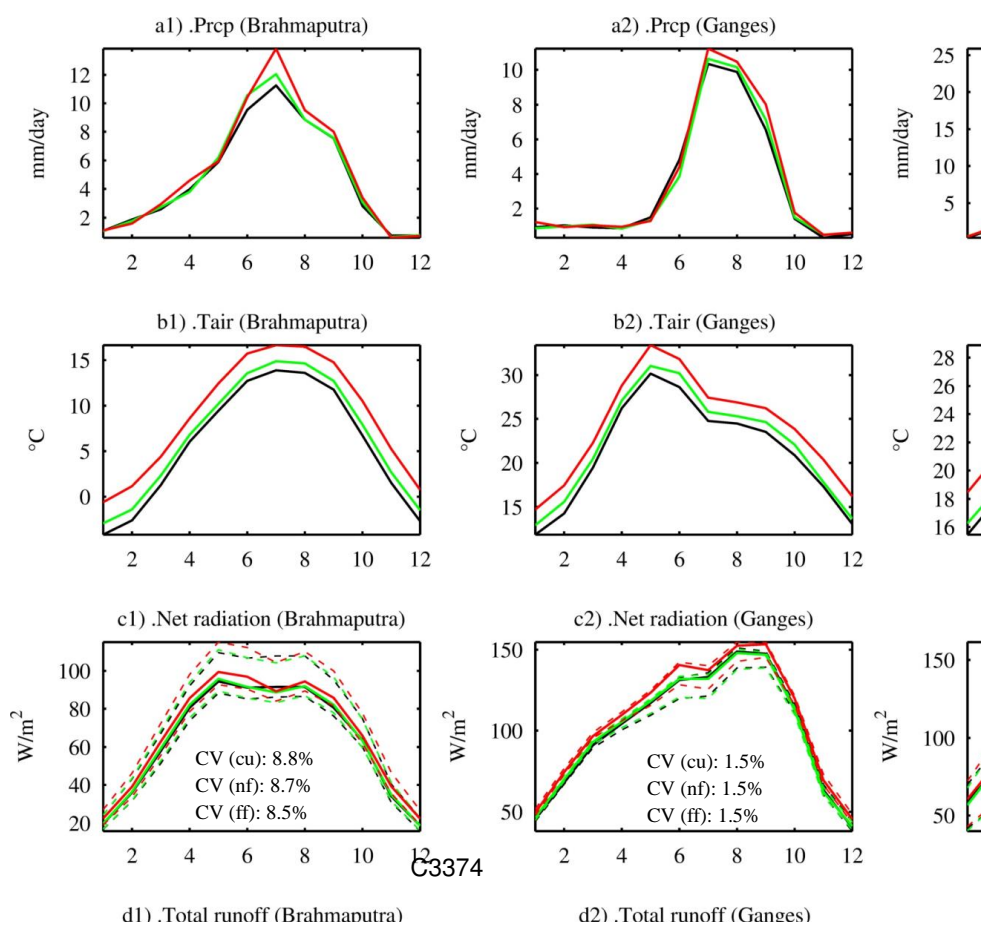 a1) .Prcp (Brahmaputra)
a2) .Prcp (Ganges)
mm/day
12
10
8
6
4
2
2 4 6 8 10 12
mm/day
10
8
6
4
2
2 4 6 8 10 12
mm/day
25
20
15
10
5
b1) .Tair (Brahmaputra)
b2) .Tair (Ganges)
°C
15
10
5
0
2 4 6 8 10 12
°C
30
25
20
15
2 4 6 8 10 12
°C
28
26
24
22
20
18
16
c1) .Net radiation (Brahmaputra)
c2) .Net radiation (Ganges)
W/m2
100
80
60
40
20
CV (cu): 8.8%
CV (nf): 8.7%
CV (ff): 8.5%
2 4 6 8 10 12
W/m2
150
100
50
CV (cu): 1.5%
CV (nf): 1.5%
CV (ff): 1.5%
2 4 6 8 10 12
W/m2
150
100
50
C3374
d1) .Total runoff (Brahmaputra)
d2) .Total runoff (Ganges)